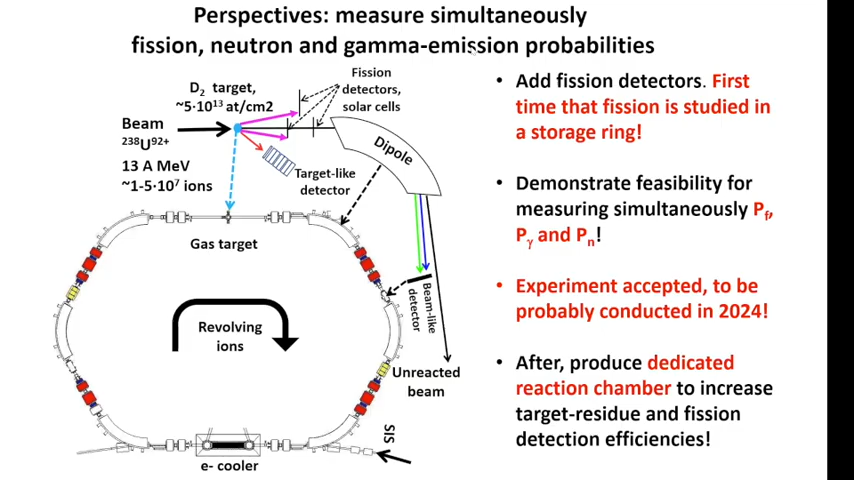 Perspectives: measure simultaneously
fission, neutron and gamma-emission probabilities
D2 target,
~5·10^13 at/cm2
Fission
detectors,
solar cells
Beam
238U92+
13 A MeV
~1-5·10^7 ions
Dipole
Target-like
detector
Gas target
Revolving
ions
Beam-like
detector
Unreacted
beam
SIS
e- cooler
• Add fission detectors. First
time that fission is studied in
a storage ring!
• Demonstrate feasibility for
measuring simultaneously Pf,
Pγ and Pn!
• Experiment accepted, to be
probably conducted in 2024!
• After, produce dedicated
reaction chamber to increase
target-residue and fission
detection efficiencies!